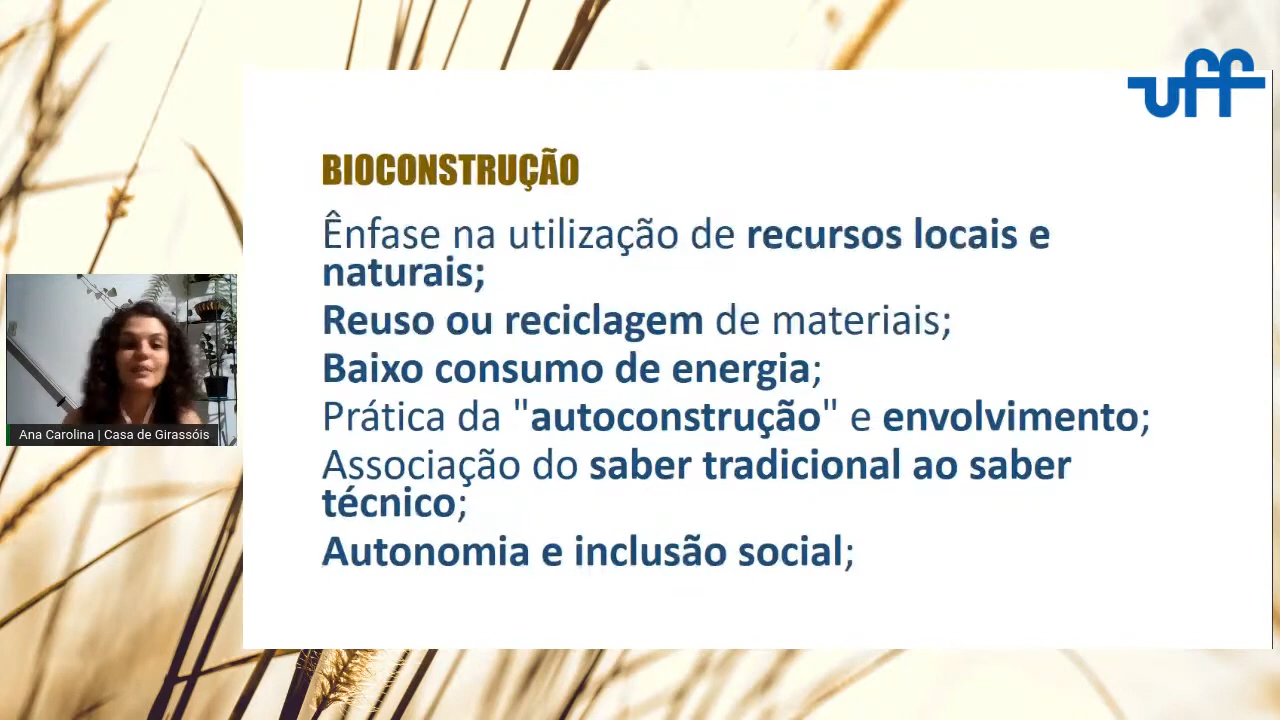 uff
BIOCONSTRUÇÃO
Ênfase na utilização de recursos locais e
naturais;
Reuso ou reciclagem de materiais;
Baixo consumo de energia;
Prática da "autoconstrução" e envolvimento;
Associação do saber tradicional ao saber
técnico;
Autonomia e inclusão social;
Ana Carolina | Casa de Girassóis